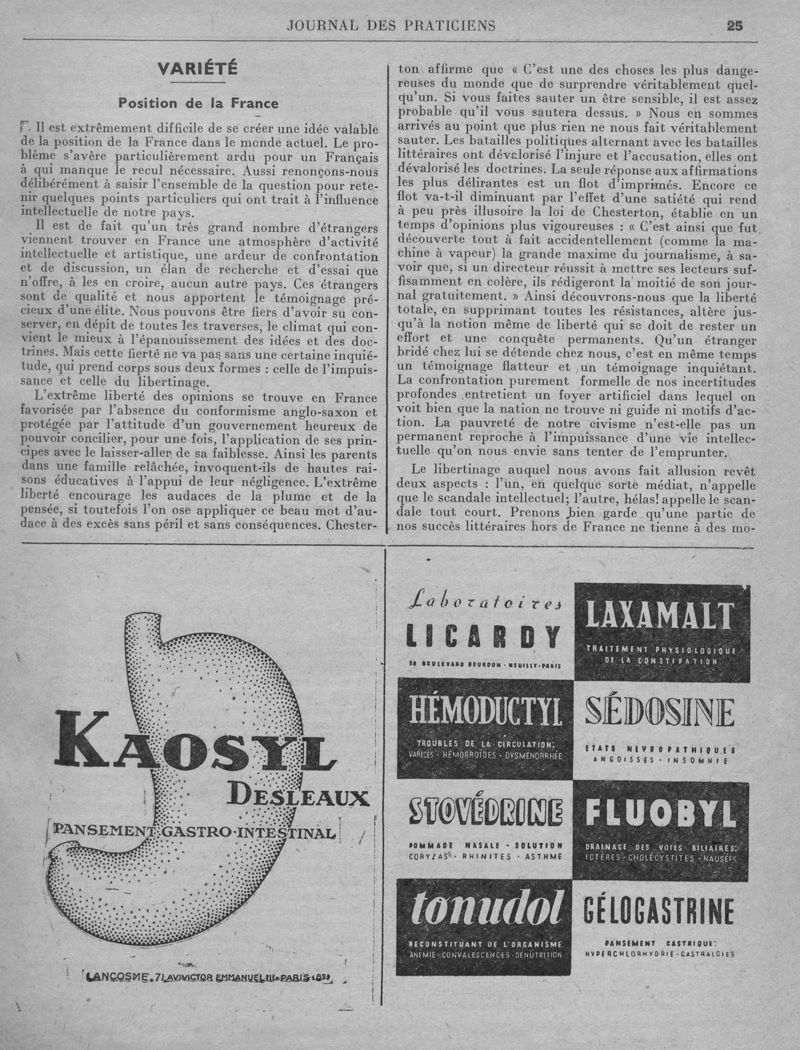 JOURNAL DES PRATICIENS
25
VARIÉTÉ
Position de la France
Il est extrêmement difficile de se créer une idée valable
de la position de la France dans le monde actuel. Le pro-
blème s'avère particulièrement ardu pour un Français
à qui manque le recul nécessaire. Aussi renonçons-nous
délibérément à saisir l'ensemble de la question pour rete-
nir quelques points particuliers qui ont trait à l'influence
intellectuelle de notre pays.
Il est de fait qu'un très grand nombre d'étrangers
viennent trouver en France une atmosphère d'activité
intellectuelle et artistique, une ardeur de confrontation
et de discussion, un élan de recherche et d'essai que
n'offre, à les en croire, aucun autre pays. Ces étrangers
sont de qualité et nous apportent le témoignage pré-
cieux d'une élite. Nous pouvons être fiers d'avoir su con-
server, en dépit de toutes les traverses, le climat qui con-
vient le mieux à l'épanouissement des idées et des doc-
trines. Mais cette fierté ne va pas sans une certaine inquié-
tude, qui prend corps sous deux formes : celle de l'impuis-
sance et celle du libertinage.
L'extrême liberté des opinions se trouve en France
favorisée par l'absence du conformisme anglo-saxon et
protégée par l'attitude d'un gouvernement heureux de
pouvoir concilier, pour une fois, l'application de ses prin-
cipes avec le laisser-aller de sa faiblesse. Ainsi les parents
dans une famille relâchée, invoquent-ils de hautes rai-
sons éducatives à l'appui de leur négligence. L'extrême
liberté encourage les audaces de la plume et de la
pensée, si toutefois l'on ose appliquer ce beau mot d'au-
dace à des excès sans péril et sans conséquences. Chester-
ton affirme que « C'est une des choses les plus dange-
reuses du monde que de surprendre véritablement quel-
qu'un. Si vous faites sauter un être sensible, il est assez
probable qu'il vous sautera dessus. » Nous en sommes
arrivés au point que plus rien ne nous fait véritablement
sauter. Les batailles politiques alternant avec les batailles
littéraires ont dévalorisé l'injure et l'accusation, elles ont
dévalorisé les doctrines. La seule réponse aux affirmations
les plus délirantes est un flot d'imprimés. Encore ce
flot va-t-il diminuant par l'effet d'une satiété qui rend
à peu près illusoire la loi de Chesterton, établie en un
temps d'opinions plus vigoureuses : « C'est ainsi que fut
découverte tout à fait accidentellement (comme la ma-
chine à vapeur) la grande maxime du journalisme, à sa-
voir que, si un directeur réussit à mettre ses lecteurs suf-
fisamment en colère, ils rédigeront la moitié de son jour-
nal gratuitement. » Ainsi découvrons-nous que la liberté
totale, en supprimant toutes les résistances, altère jus-
qu'à la notion même de liberté qui se doit de rester un
effort et une conquête permanents. Qu'un étranger
bridé chez lui se détende chez nous, c'est en même temps
un témoignage flatteur et un témoignage inquiétant.
La confrontation purement formelle de nos incertitudes
profondes entretient un foyer artificiel dans lequel on
voit bien que la nation ne trouve ni guide ni motifs d'ac-
tion. La pauvreté de notre civisme n'est-elle pas un
permanent reproche à l'impuissance d'une vie intellec-
tuelle qu'on nous envie sans tenter de l'emprunter.
Le libertinage auquel nous avons fait allusion revêt
deux aspects : l'un, en quelque sorte médiat, n'appelle
que le scandale intellectuel; l'autre, hélas! appelle le scan-
dale tout court. Prenons bien garde qu'une partie de
nos succès littéraires hors de France ne tienne à des mo-
KAOSYL
DESLEAUX
PANSEMENT GASTRO-INTESTINAL
LANCOSME, 71, AV. VICTOR EMMANUEL III - PARIS (8e)
Laboratoires
LICARDY
38 BOULEVARD BOURDON - NEUILLY-PARIS
LAXAMALT
TRAITEMENT PHYSIOLOGIQUE
DE LA CONSTIPATION
HÉMODUCTYL
TROUBLES DE LA CIRCULATION:
VARICES - HÉMORROÏDES - DYSMÉNORRHÉE
SÉDOSINE
ÉTATS NEVROPATHIQUES
ANGOISSES - INSOMNIE
STOVÉDRINE
POMMADE NASALE - SOLUTION
CORYZAS - RHINITES - ASTHME
FLUOBYL
DRAINAGE DES VOIES BILIAIRES:
ICTÈRES - CHOLÉCYSTITES - NAUSÉES
tonudol
RECONSTITUANT DE L'ORGANISME
ANÉMIE - CONVALESCENCES - DÉNUTRITION
GÉLOGASTRINE
PANSEMENT GASTRIQUE:
HYPERCHLORHYDRIE - GASTRALGIES